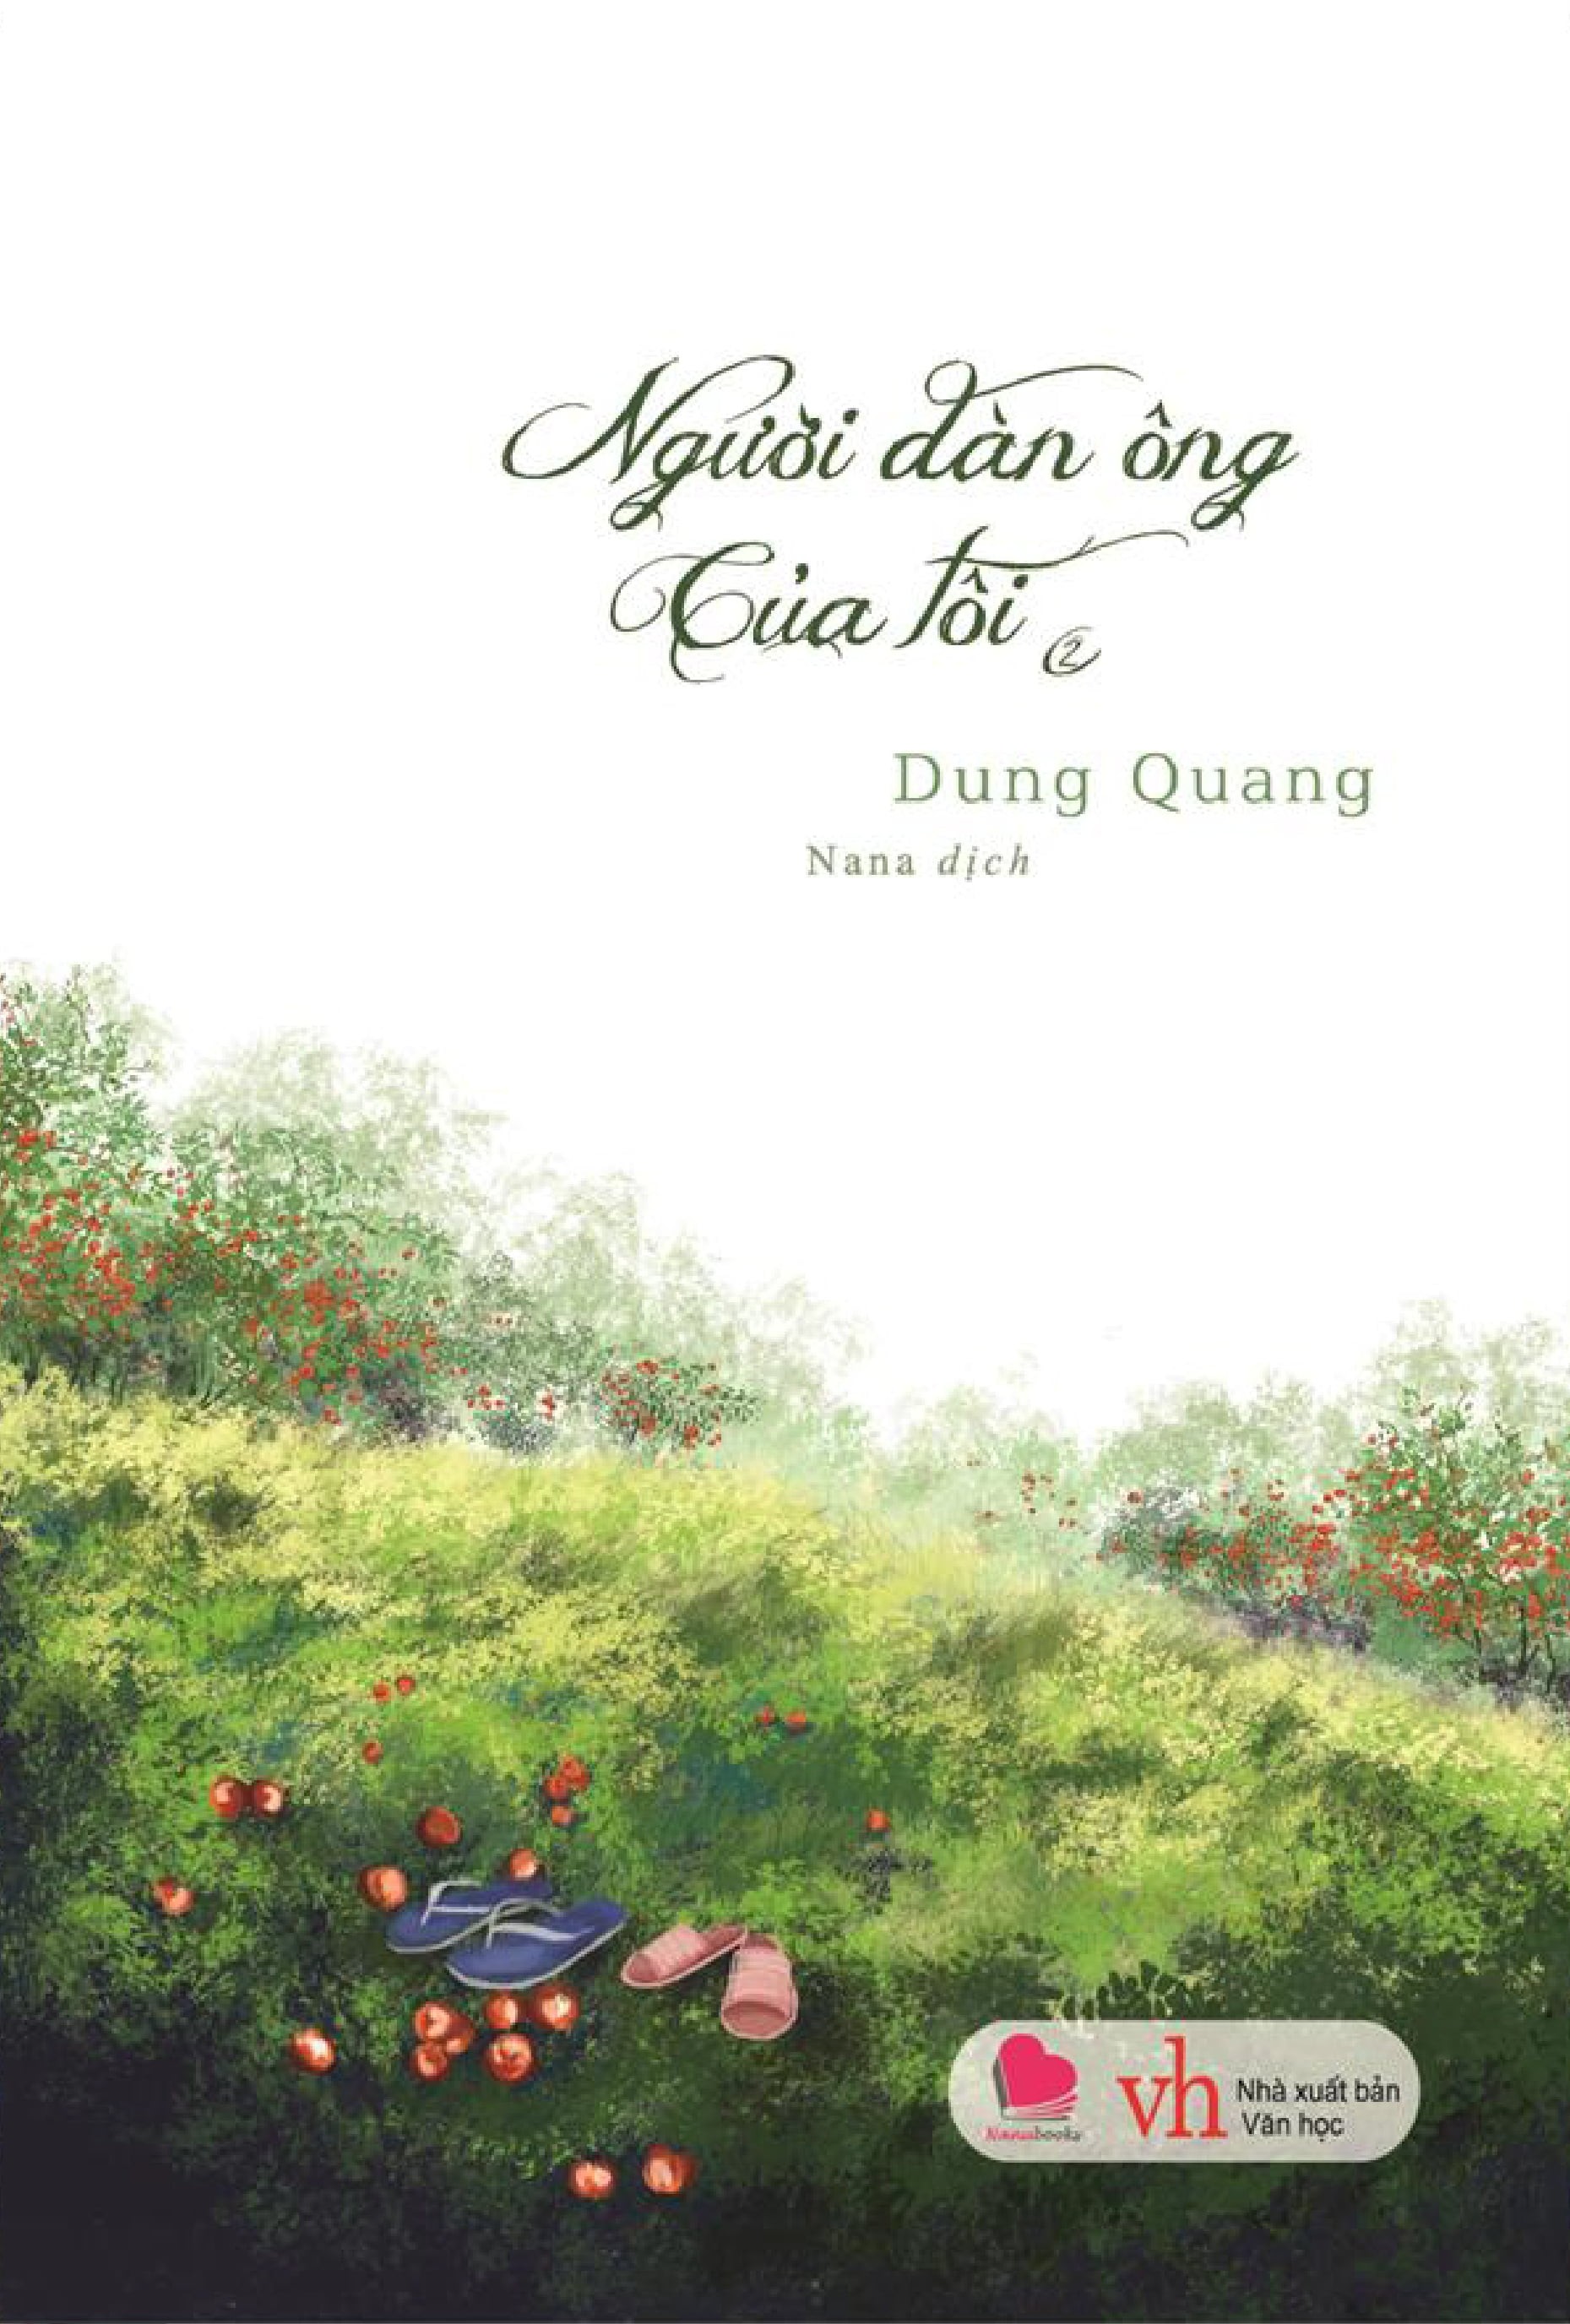 Người đàn ông
Của tôi 2
Dung Quang
Nana dịch
vh
Nhà xuất bản
Văn học